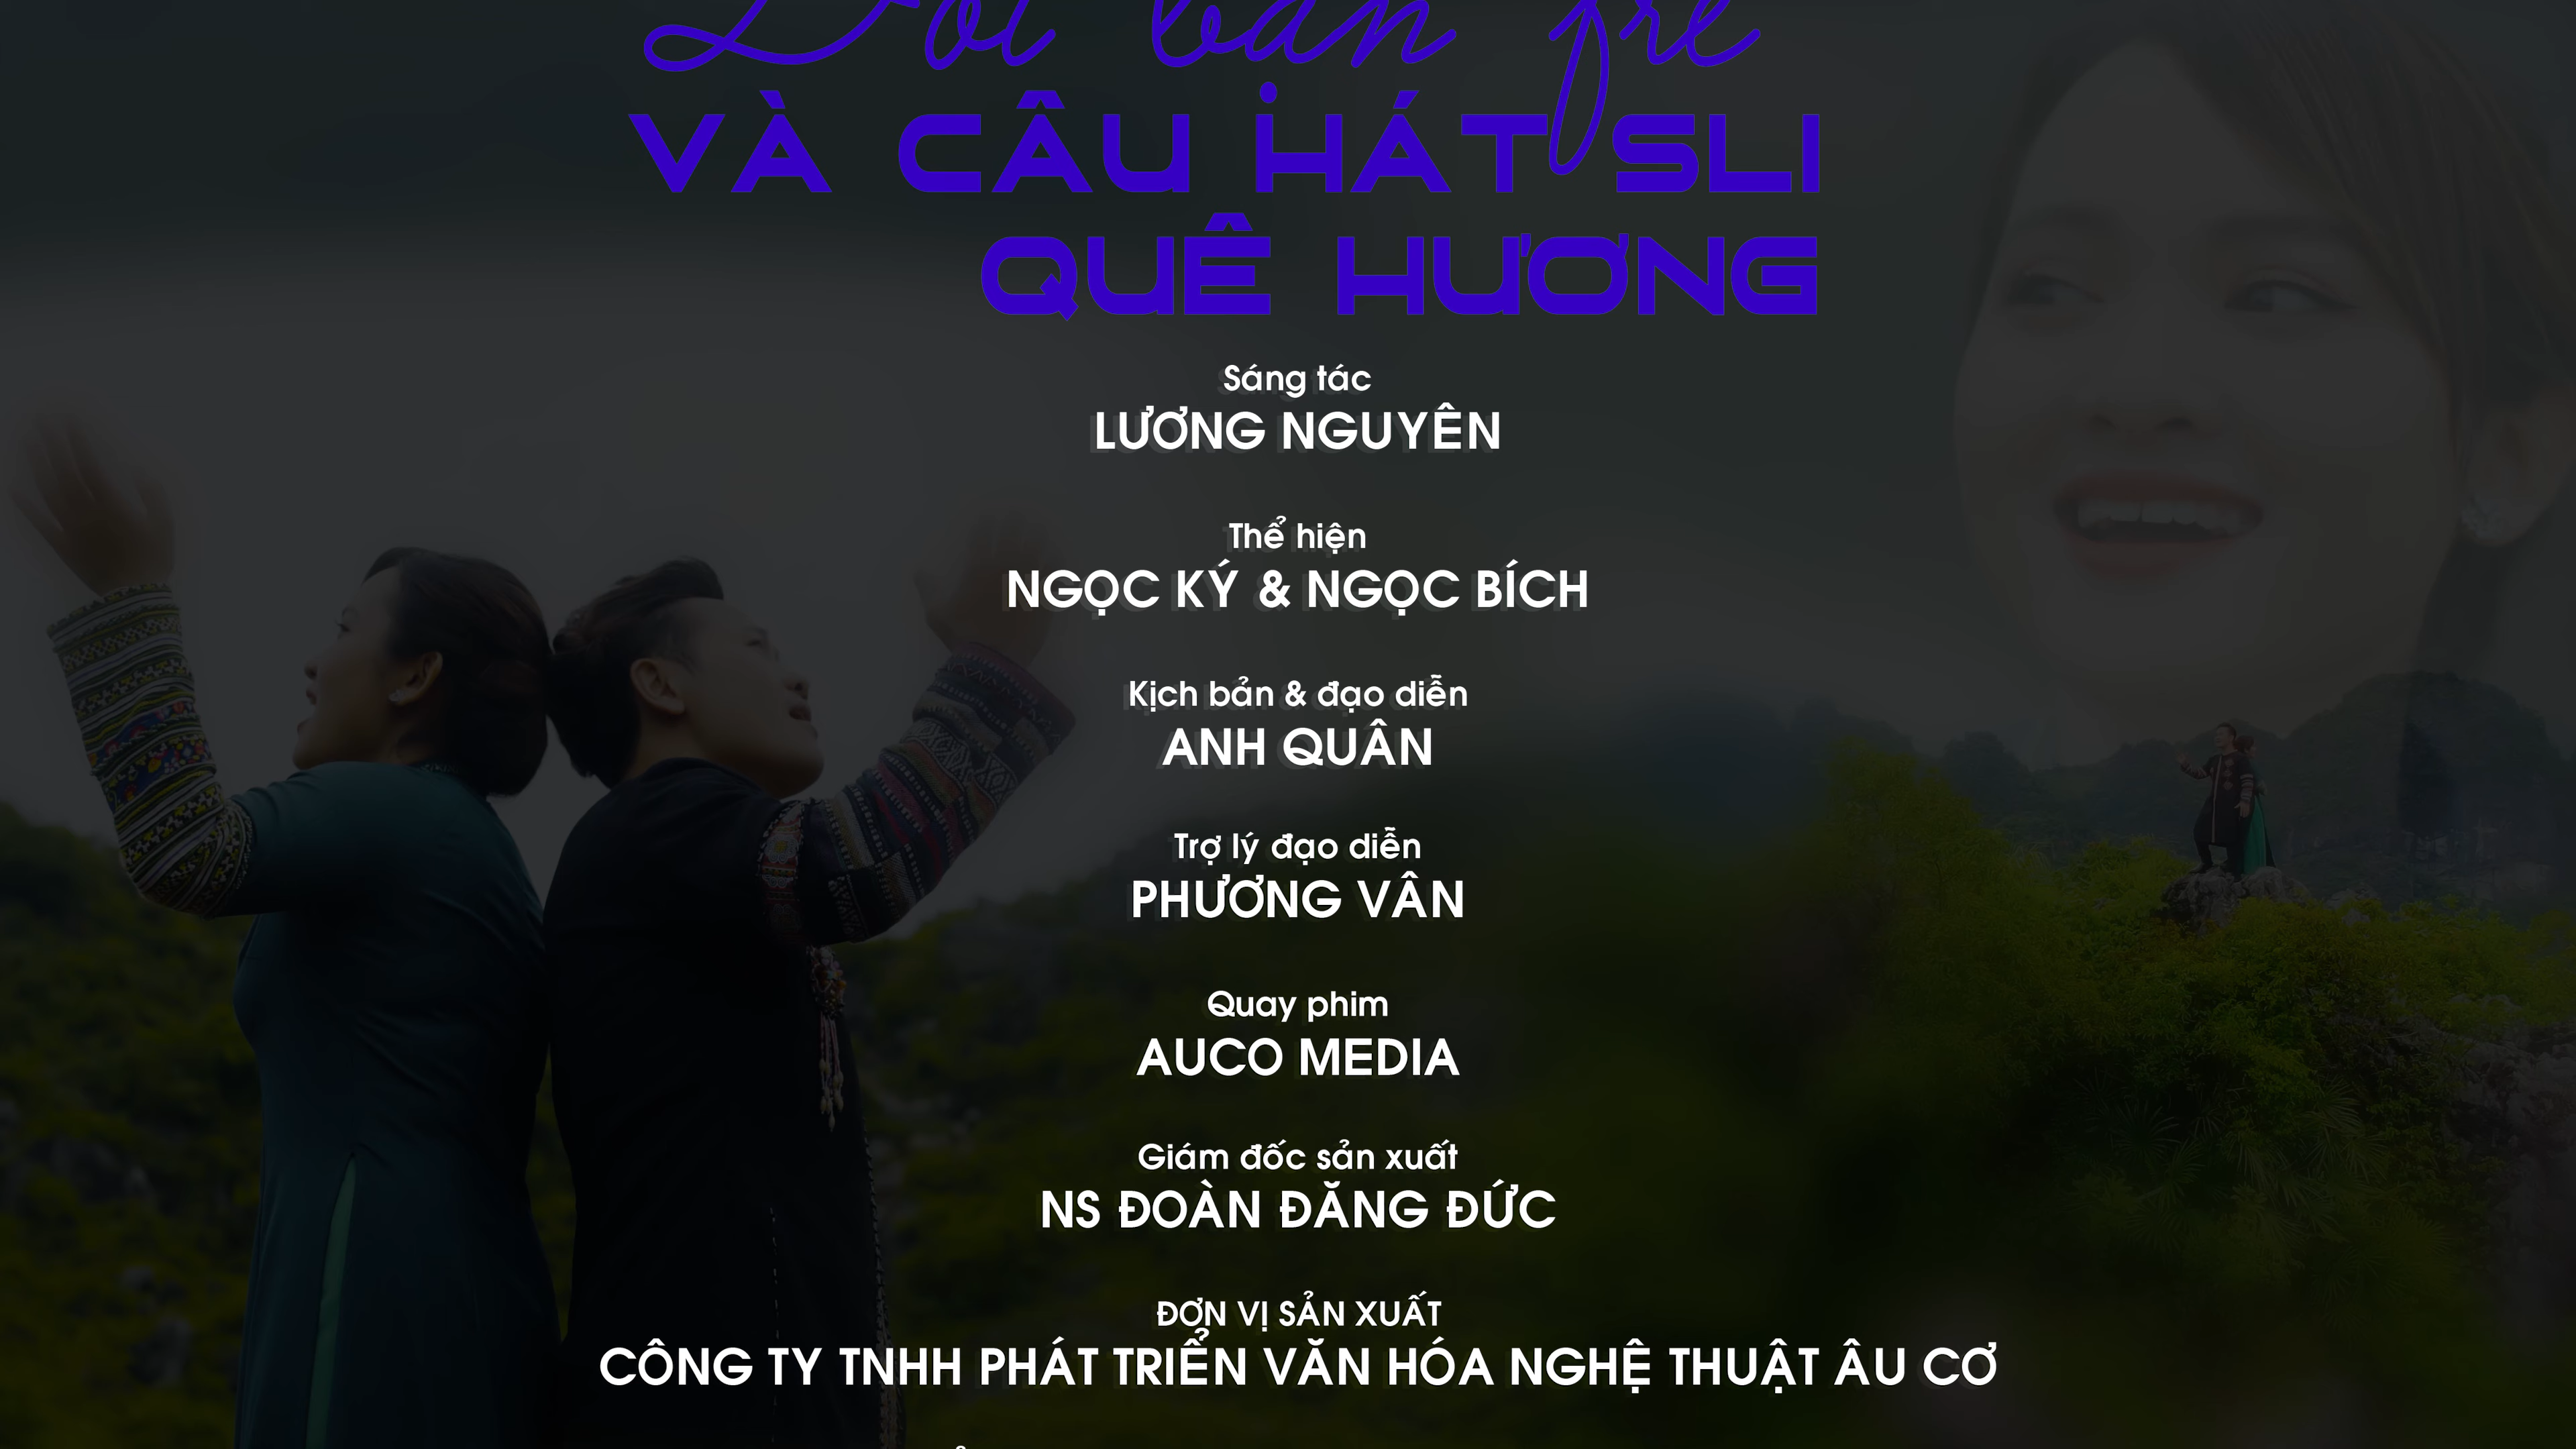 bạn trẻ
VÀ CÂU HÁT SLI
QUÊ HƯƠNG
Sáng tác
LƯƠNG NGUYÊN
Thể hiện
NGỌC KÝ & NGỌC BÍCH
Kịch bản & đạo diễn
ANH QUÂN
Trợ lý đạo diễn
PHƯƠNG VÂN
Quay phim
AUCO MEDIA
Giám đốc sản xuất
NS ĐOÀN ĐĂNG ĐỨC
ĐƠN VỊ SẢN XUẤT
CÔNG TY TNHH PHÁT TRIỂN VĂN HÓA NGHỆ THUẬT ÂU CƠ